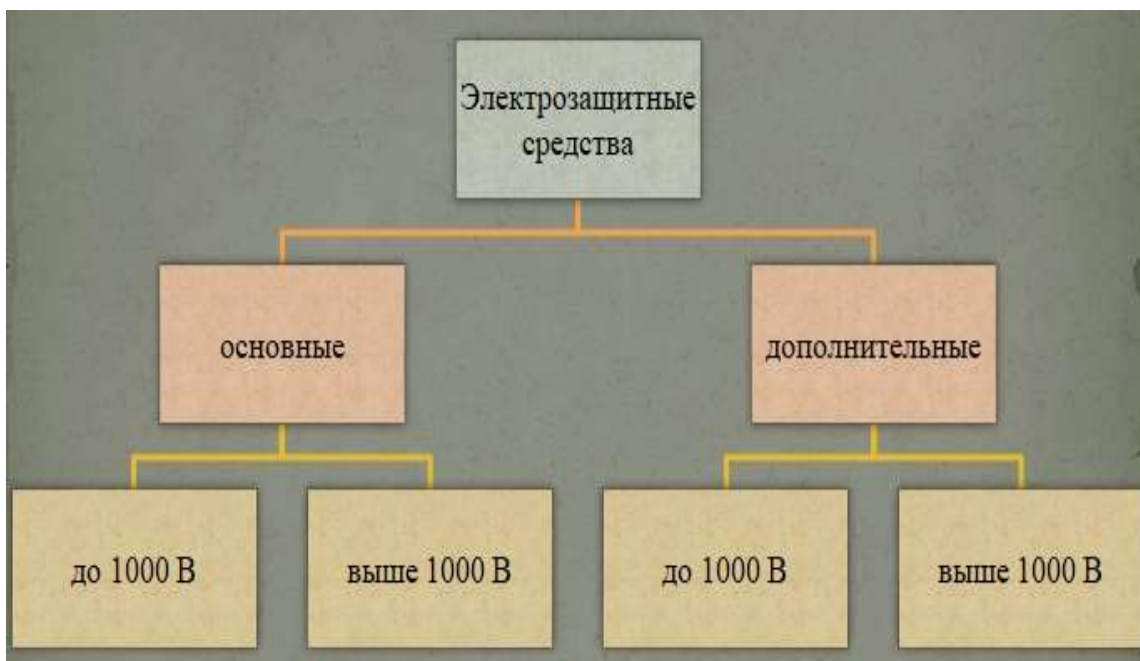 Электрозащитные
средства
основные
дополнительные
до 1000 В
выше 1000 В
до 1000 В
выше 1000 В